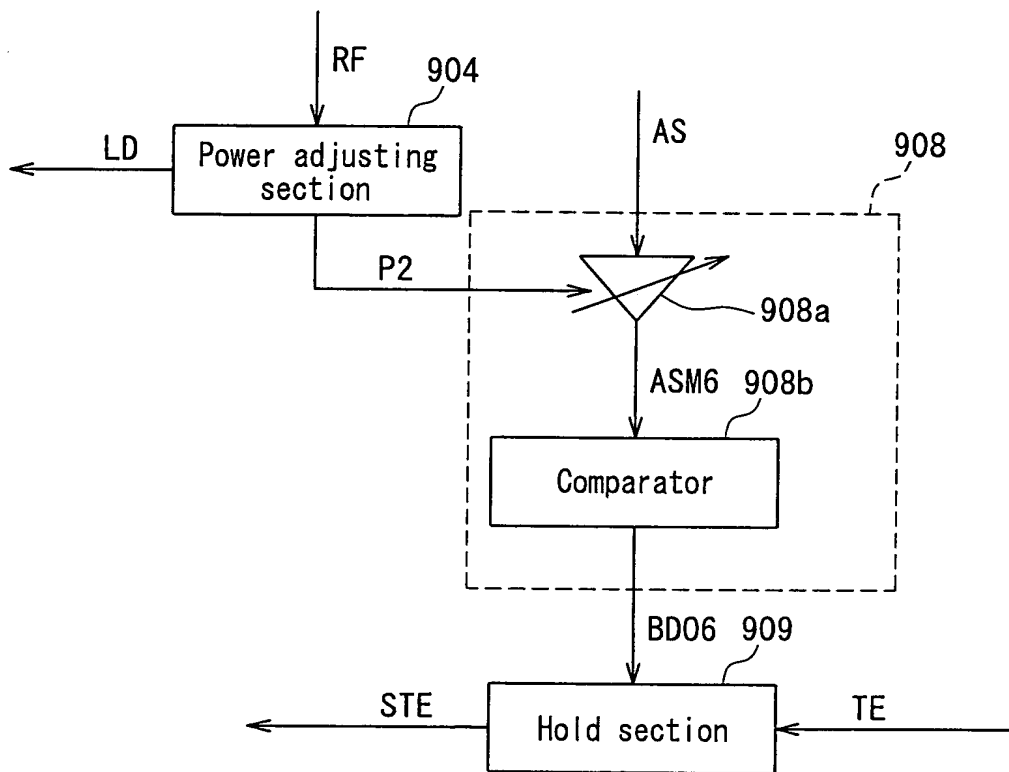 RF
904
LD
Power adjusting
section
AS
908
P2
908a
ASM6
908b
Comparator
BDO6
909
STE
Hold section
TE